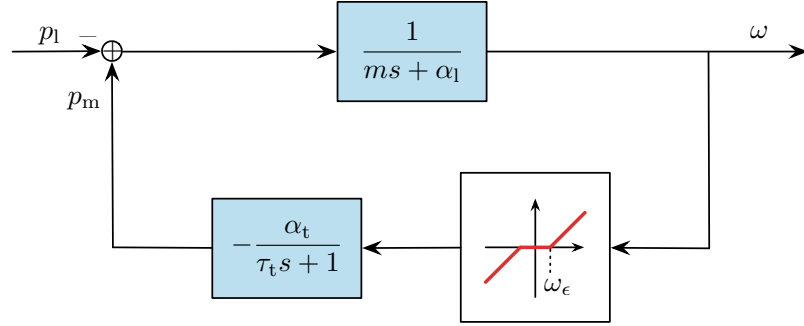 p_l −
ω
1
ms + α_l
p_m
− α_t
τ_t s + 1
ω_ϵ